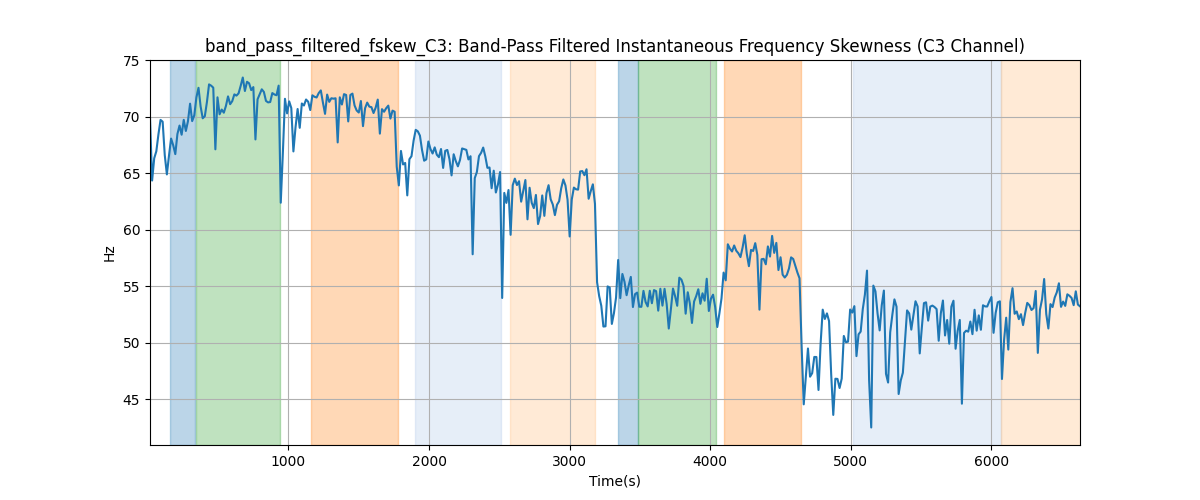 band_pass_filtered_fskew_C3: Band-Pass Filtered Instantaneous Frequency Skewness (C3 Channel)
75
70
65
60
55
50
45
Hz
1000 2000 3000 4000 5000 6000
Time(s)